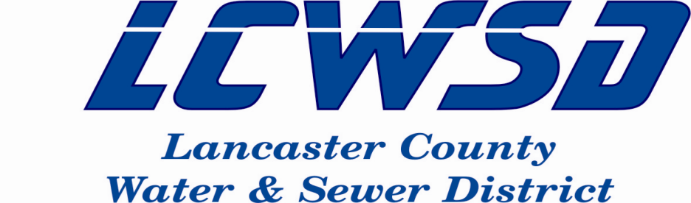 LCWSD
Lancaster County
Water & Sewer District